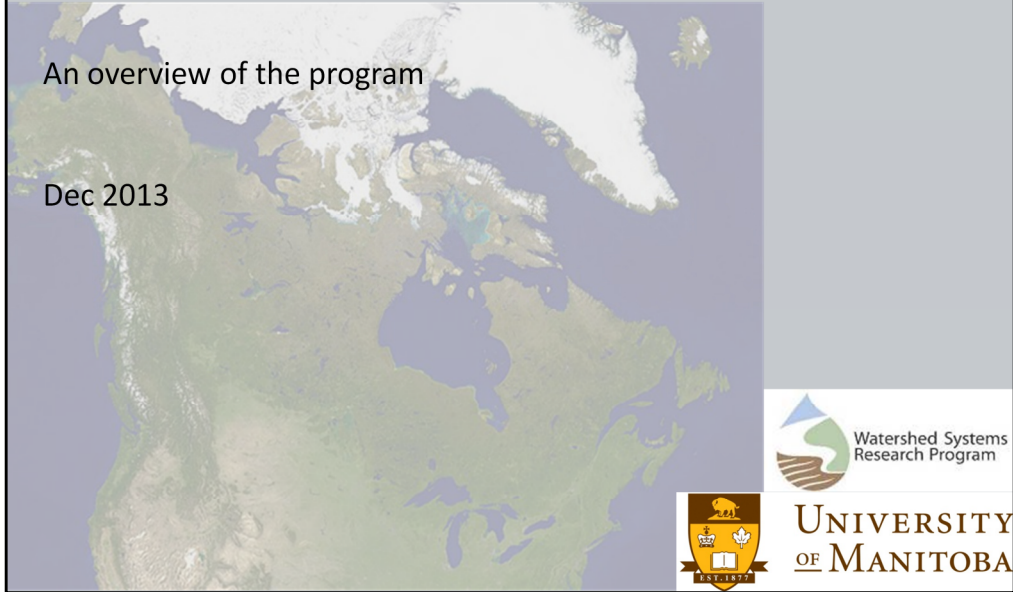 An overview of the program
Dec 2013
Watershed Systems
Research Program
UNIVERSITY
OF MANITOBA
EST.1877